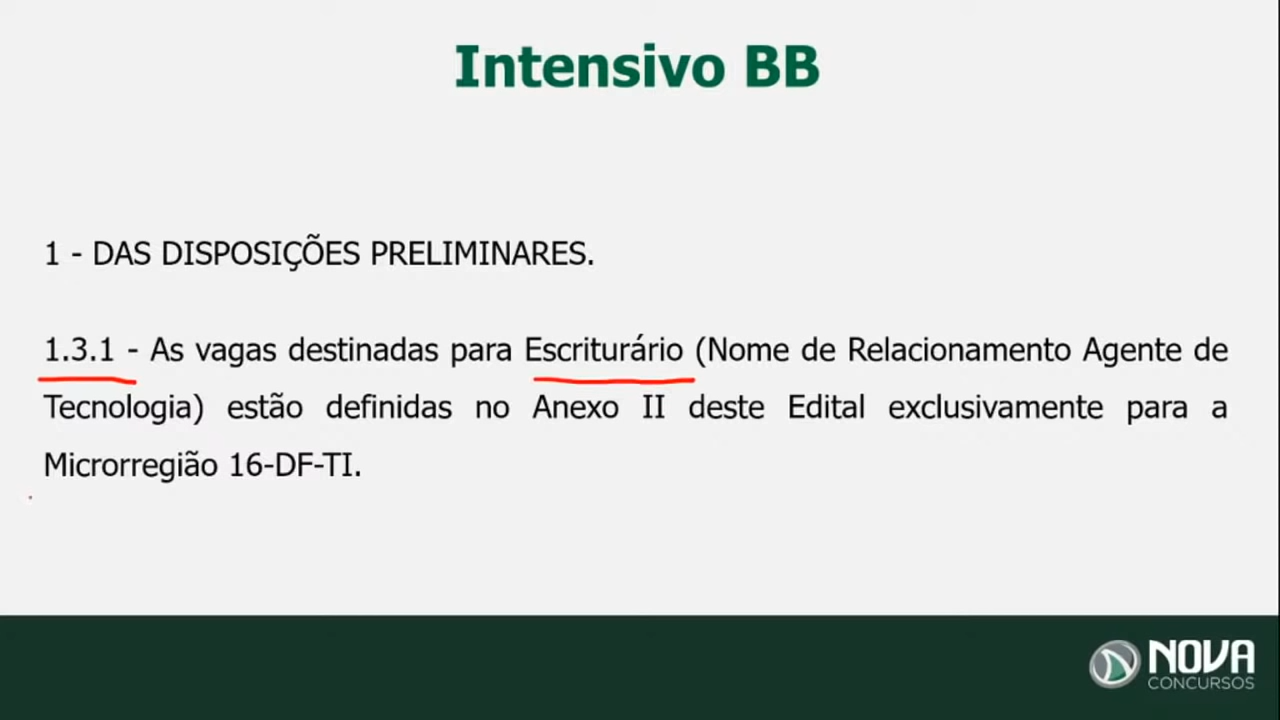 Intensivo BB
1 - DAS DISPOSIÇÕES PRELIMINARES.
1.3.1 - As vagas destinadas para Escriturário (Nome de Relacionamento Agente de
Tecnologia) estão definidas no Anexo II deste Edital exclusivamente para a
Microrregião 16-DF-TI.
NOVA
CONCURSOS